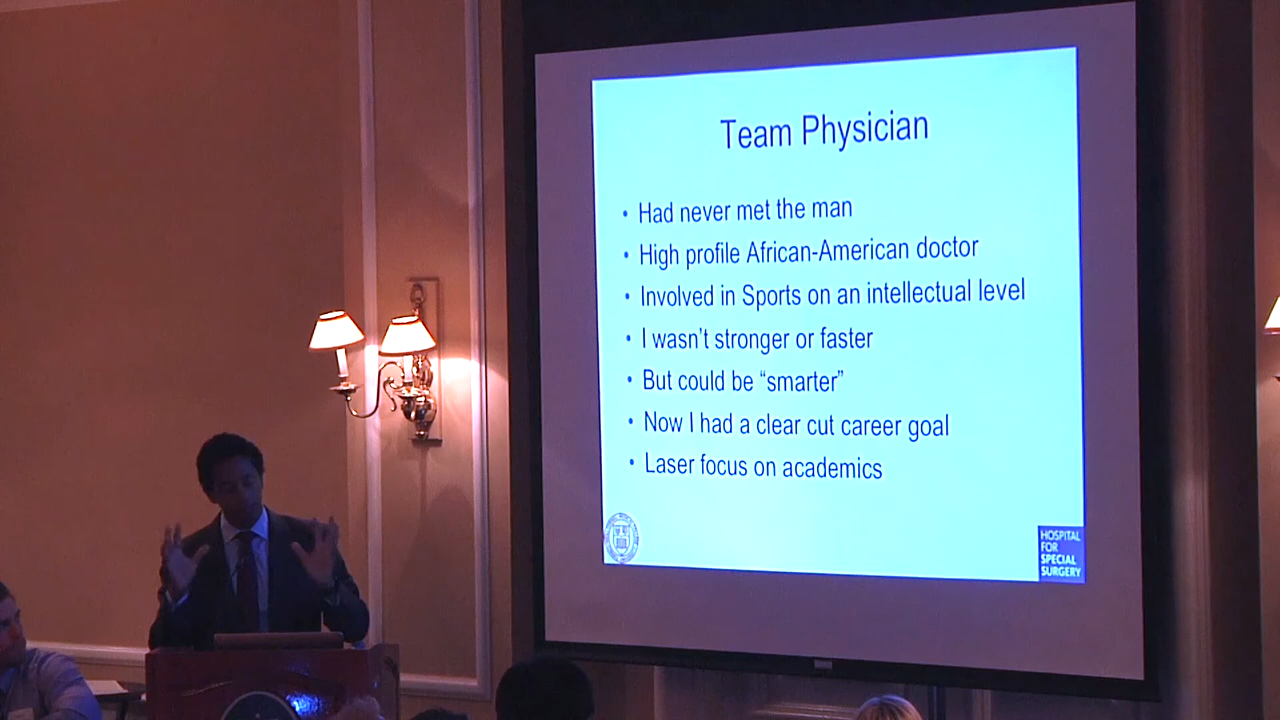 Team Physician
• Had never met the man
• High profile African-American doctor
• Involved in Sports on an intellectual level
• I wasn't stronger or faster
• But could be “smarter”
• Now I had a clear cut career goal
• Laser focus on academics
HOSPITAL
FOR
SPECIAL
SURGERY